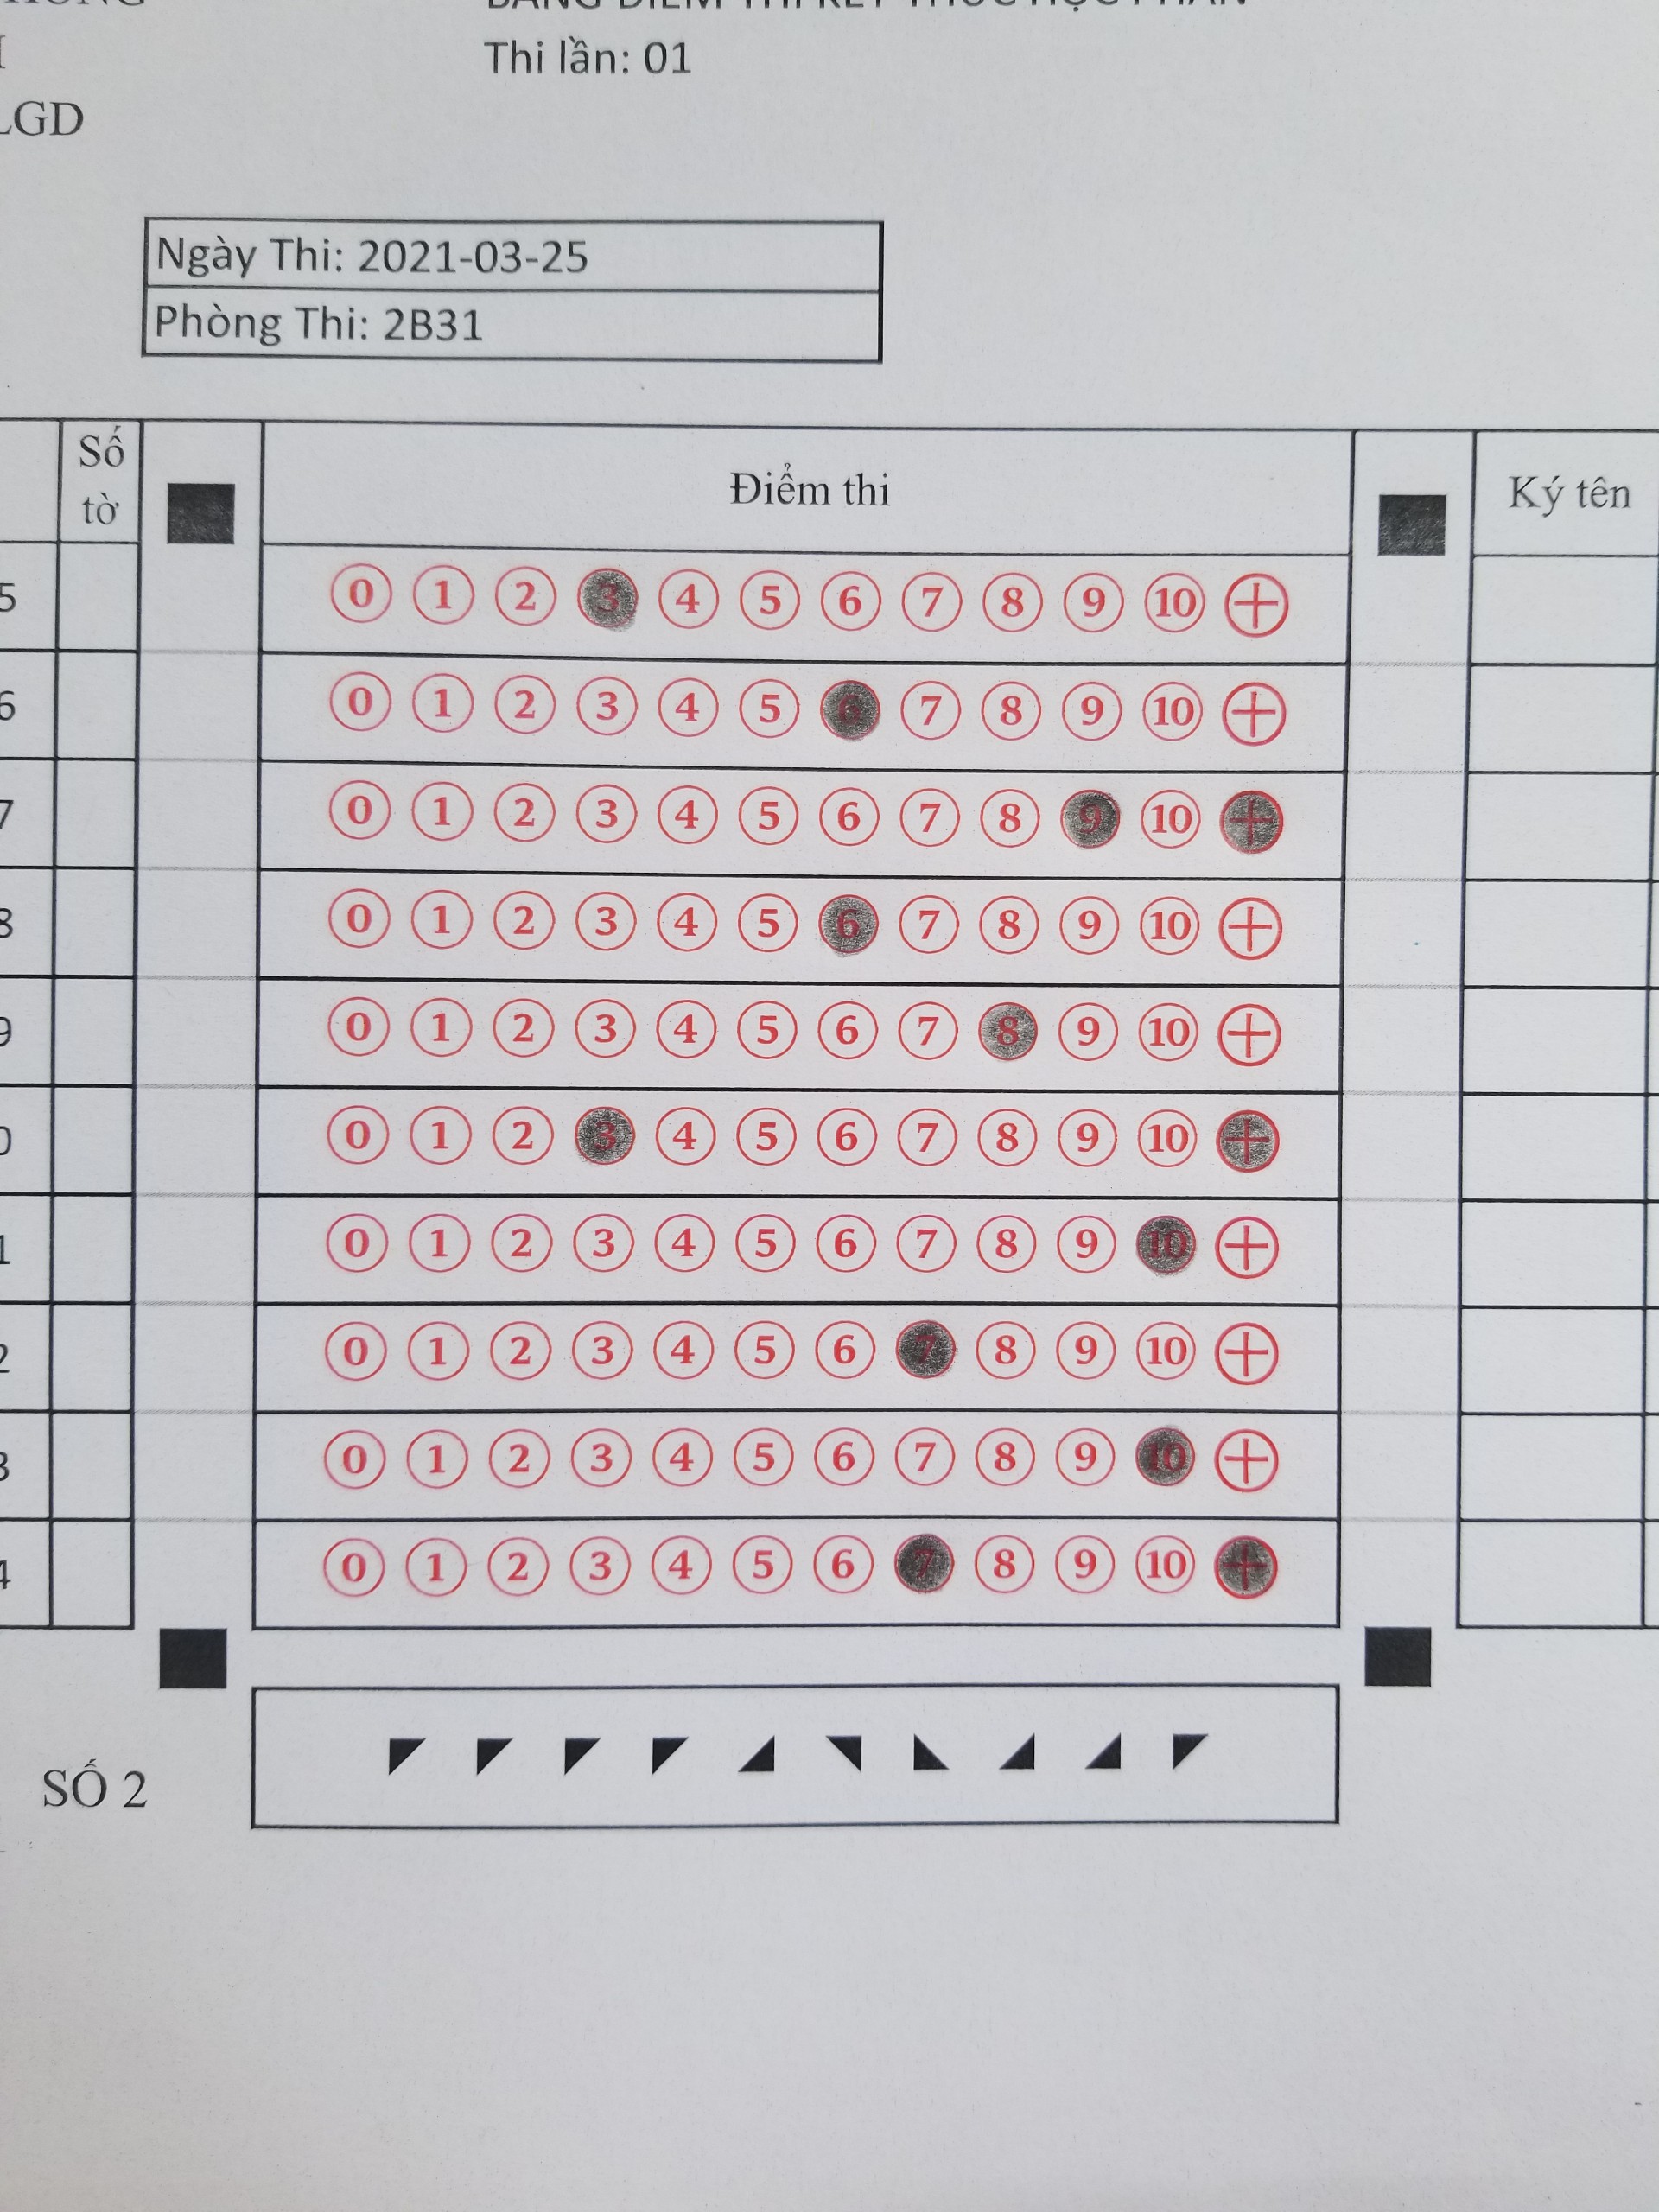 Thi lần: 01
LGD
Ngày Thi: 2021-03-25
Phòng Thi: 2B31
Số tờ Điểm thi Ký tên
5 0 1 2 3 4 5 6 7 8 9 10 +
6 0 1 2 3 4 5 6 7 8 9 10 +
7 0 1 2 3 4 5 6 7 8 9 10 +
8 0 1 2 3 4 5 6 7 8 9 10 +
9 0 1 2 3 4 5 6 7 8 9 10 +
0 0 1 2 3 4 5 6 7 8 9 10 +
1 0 1 2 3 4 5 6 7 8 9 10 +
2 0 1 2 3 4 5 6 7 8 9 10 +
3 0 1 2 3 4 5 6 7 8 9 10 +
4 0 1 2 3 4 5 6 7 8 9 10 +
SỐ 2